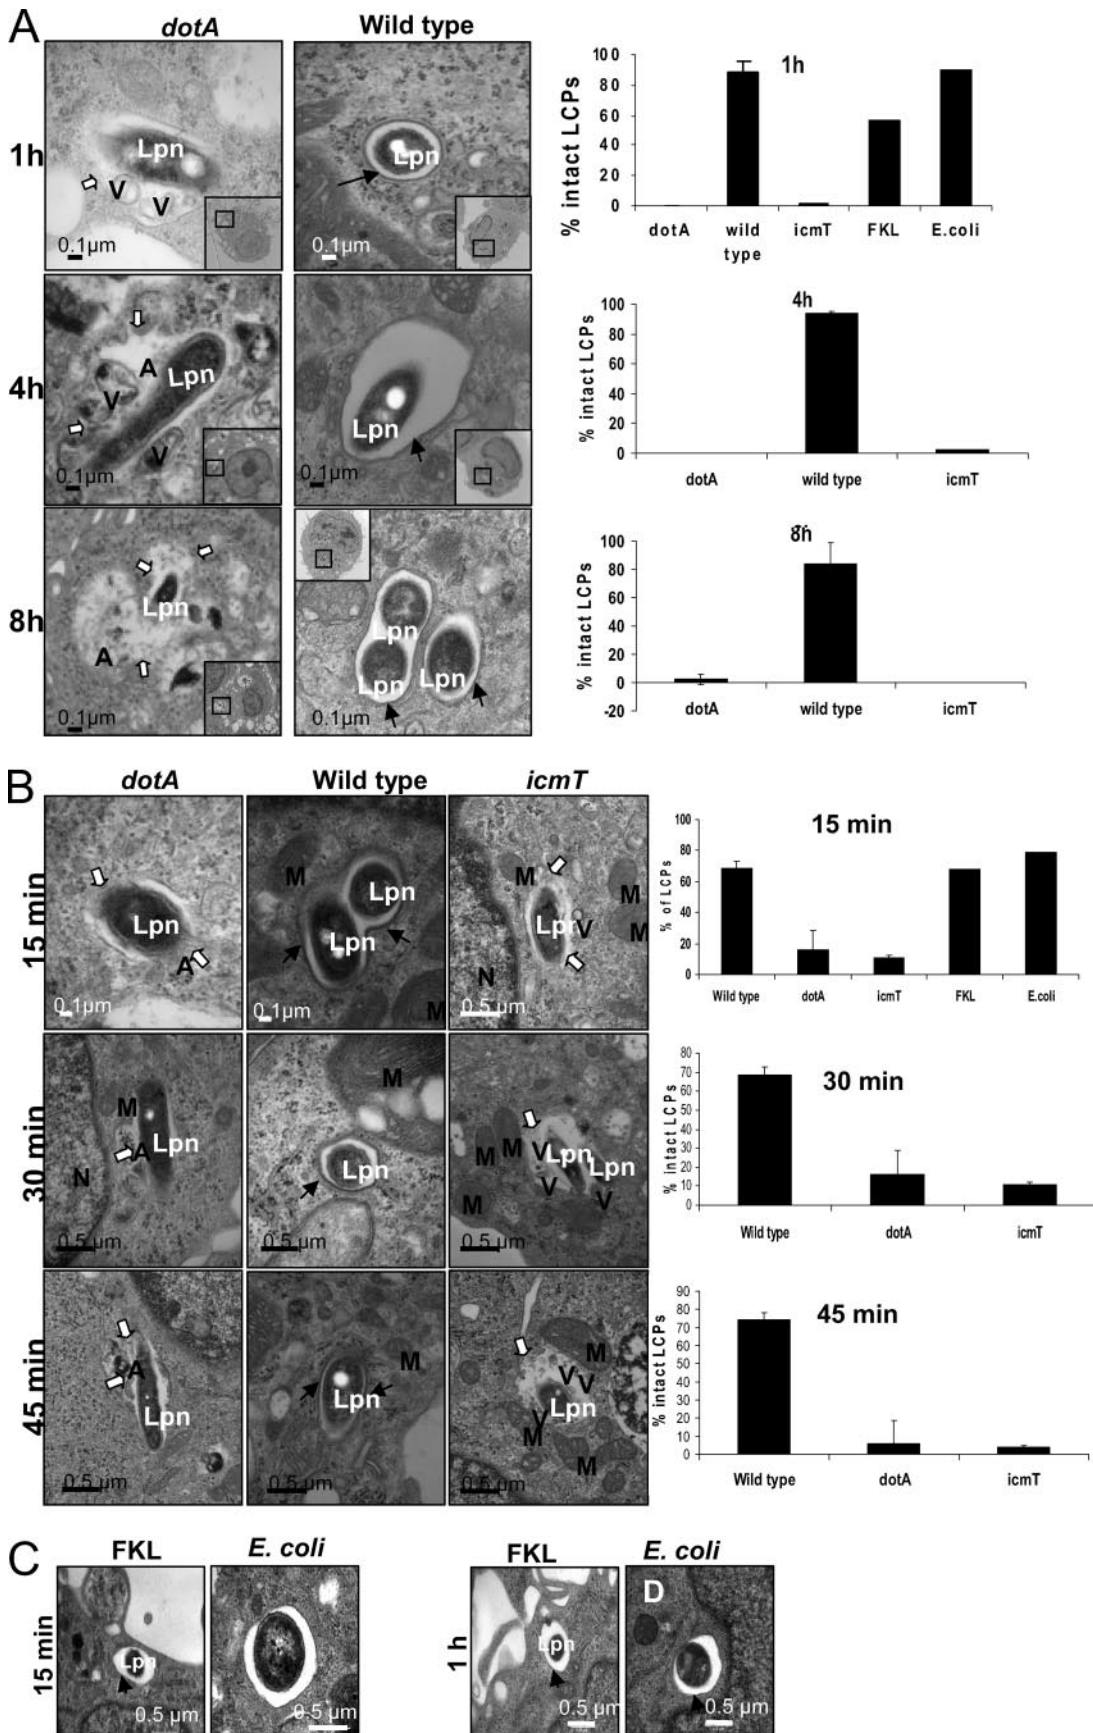 A
dotA
Wild type
1h
Lpn
V
V
0.1µm
Lpn
0.1µm
% intact LCPs
100
80
60
40
20
0
1h
dotA
wild type
icmT
FKL
E.coli
4h
A
Lpn
V
V
0.1µm
Lpn
0.1µm
% intact LCPs
100
80
60
40
20
0
4h
dotA
wild type
icmT
8h
Lpn
A
0.1µm
Lpn
Lpn
Lpn
0.1µm
% intact LCPs
100
80
60
40
20
0
-20
8h
dotA
wild type
icmT
B
dotA
Wild type
icmT
15 min
Lpn
A
0.1µm
M
Lpn
Lpn
M
0.1µm
M
M
Lpn
V
M
N
0.5 µm
% of LCPs
100
80
60
40
20
0
15 min
Wild type
dotA
icmT
FKL
E.coli
30 min
M
A
Lpn
N
0.5 µm
M
Lpn
0.5 µm
V
M
M
Lpn
Lpn
V
V
M
0.5 µm
% intact LCPs
80
70
60
50
40
30
20
10
0
30 min
Wild type
dotA
icmT
45 min
A
Lpn
0.5 µm
M
Lpn
0.5 µm
M
V
V
Lpn
V
M
M
0.5 µm
% intact LCPs
90
80
70
60
50
40
30
20
10
0
45 min
Wild type
dotA
icmT
C
FKL
E. coli
FKL
E. coli
15 min
Lpn
0.5 µm
0.5 µm
1 h
Lpn
0.5 µm
D
0.5 µm